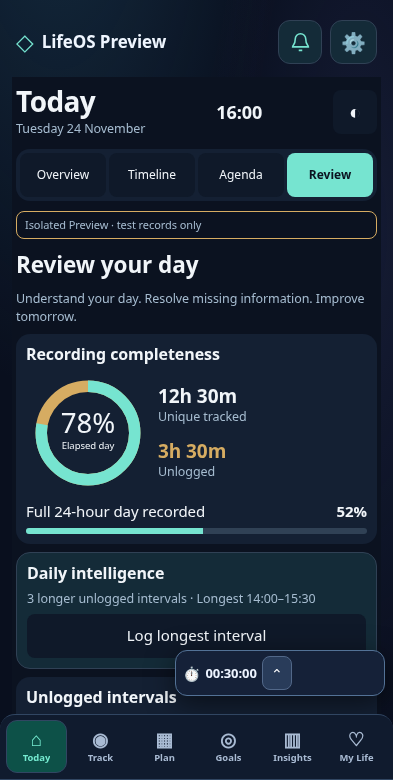 LifeOS Preview
Today
16:00
Tuesday 24 November
Overview
Timeline
Agenda
Review
Isolated Preview · test records only
Review your day
Understand your day. Resolve missing information. Improve
tomorrow.
Recording completeness
78%
Elapsed day
12h 30m
Unique tracked
3h 30m
Unlogged
Full 24-hour day recorded
52%
Daily intelligence
3 longer unlogged intervals · Longest 14:00–15:30
Log longest interval
00:30:00
Unlogged intervals
Today
Track
Plan
Goals
Insights
My Life